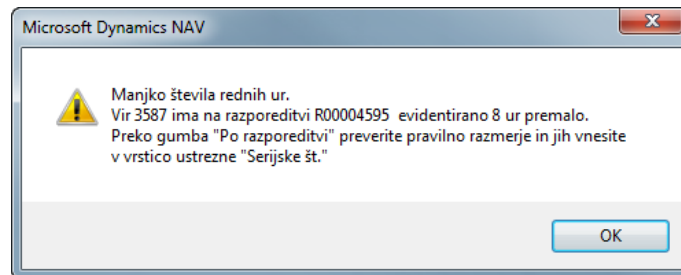 Microsoft Dynamics NAV
Manjko števila rednih ur.
Vir 3587 ima na razporeditvi R00004595  evidentirano 8 ur premalo.
Preko gumba "Po razporeditvi" preverite pravilno razmerje in jih vnesite
v vrstico ustrezne "Serijske št."
OK